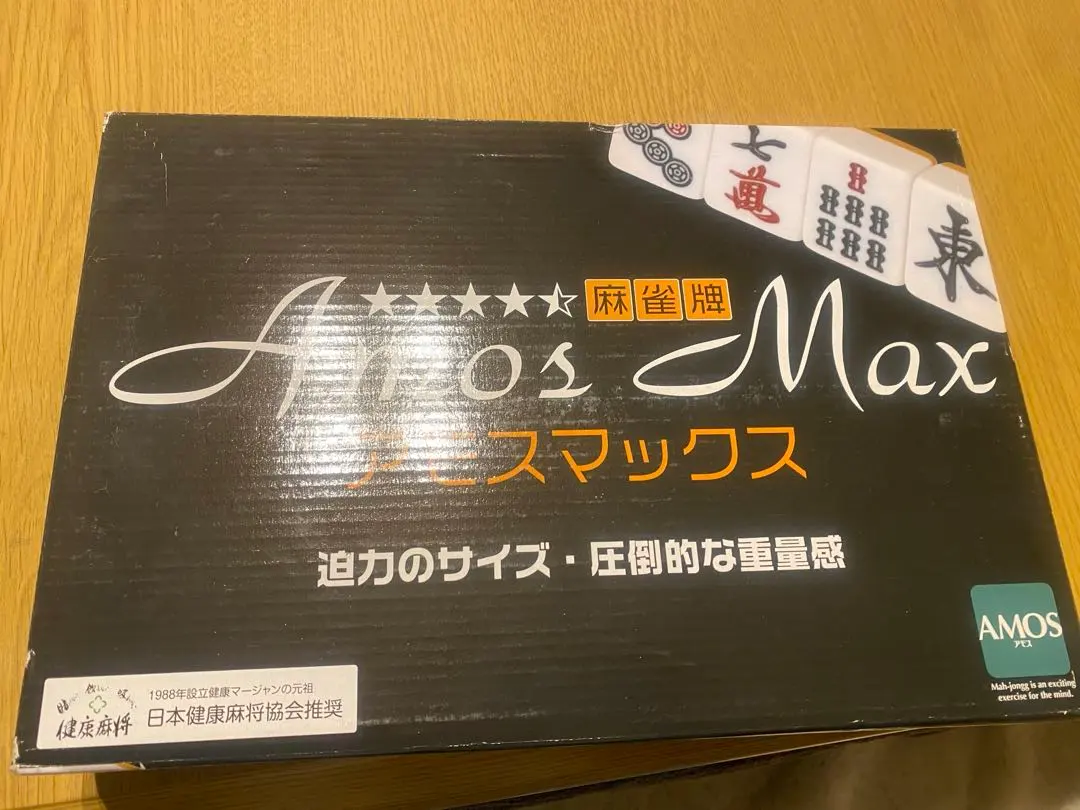 七萬
東
★★★★⯪ 麻雀牌
Amos Max
アモスマックス
迫力のサイズ・圧倒的な重量感
AMOS
アモス
Mah-jongg is an exciting
exercise for the mind.
健康麻将
1988年設立健康マージャンの元祖
日本健康麻将協会推奨